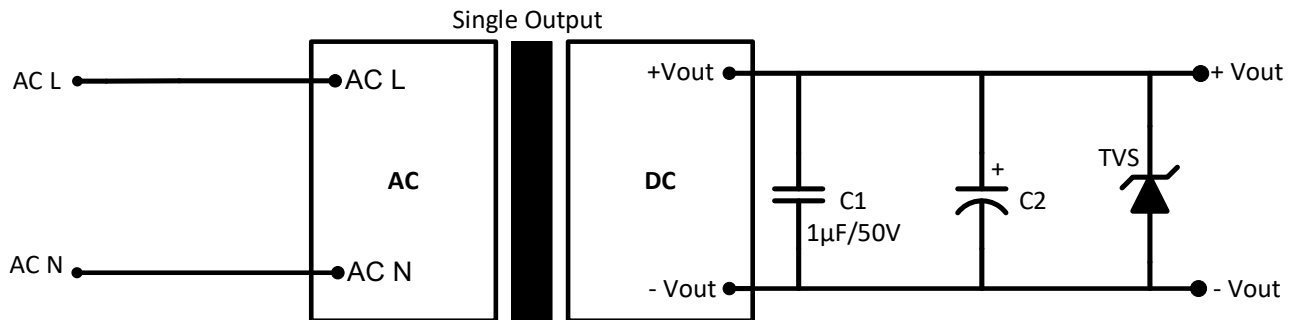 Single Output
AC L
AC L
+Vout
+ Vout
AC
DC
+
TVS
C1
1µF/50V
C2
AC N
AC N
- Vout
- Vout